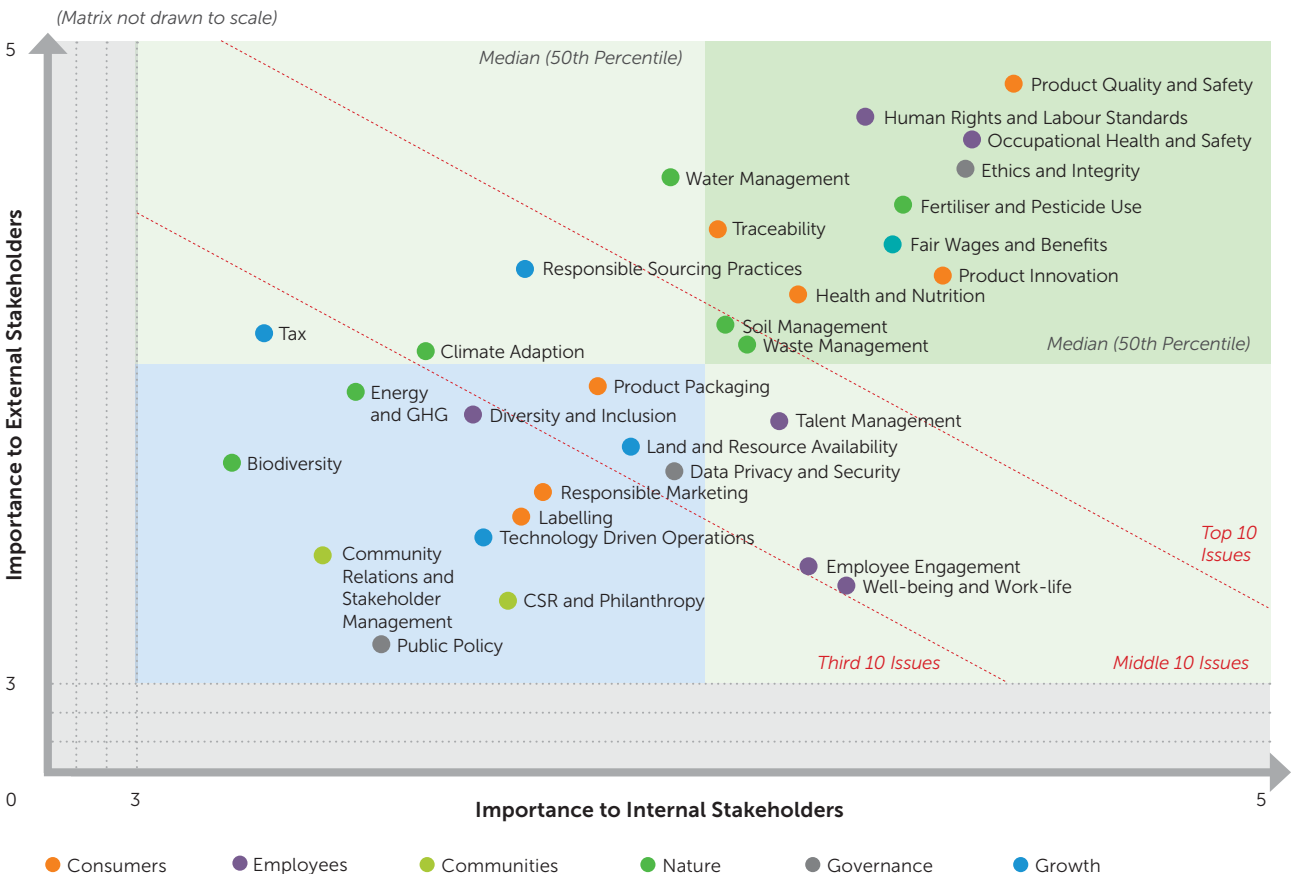 (Matrix not drawn to scale)
5
Median (50th Percentile)
Product Quality and Safety
Human Rights and Labour Standards
Occupational Health and Safety
Ethics and Integrity
Water Management
Fertiliser and Pesticide Use
Traceability
Fair Wages and Benefits
Responsible Sourcing Practices
Product Innovation
Health and Nutrition
Soil Management
Tax
Waste Management
Median (50th Percentile)
Climate Adaption
Product Packaging
Energy
and GHG
Diversity and Inclusion
Talent Management
Land and Resource Availability
Biodiversity
Data Privacy and Security
Responsible Marketing
Labelling
Technology Driven Operations
Top 10
Issues
Community
Relations and
Stakeholder
Management
Employee Engagement
Well-being and Work-life
CSR and Philanthropy
Public Policy
Third 10 Issues
Middle 10 Issues
Importance to External Stakeholders
3
0
3
Importance to Internal Stakeholders
5
Consumers
Employees
Communities
Nature
Governance
Growth